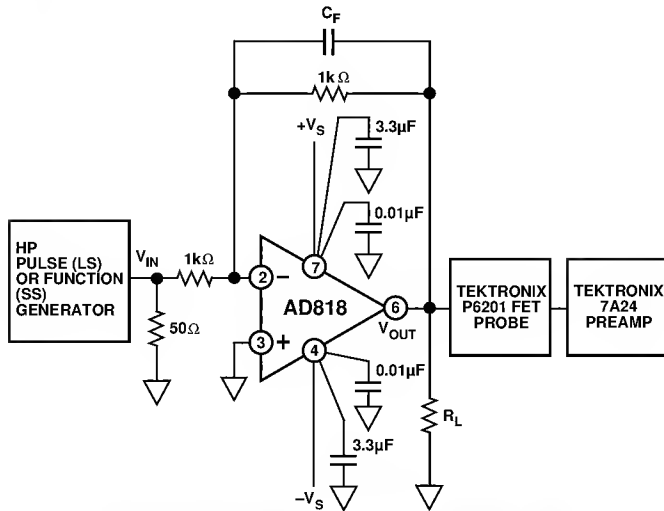 CF
1kΩ
+VS
3.3µF
0.01µF
HP
PULSE (LS)
OR FUNCTION
(SS)
GENERATOR
VIN
1kΩ
50Ω
2
–
7
AD818
3
+
4
6
VOUT
TEKTRONIX
P6201 FET
PROBE
TEKTRONIX
7A24
PREAMP
0.01µF
3.3µF
–VS
RL